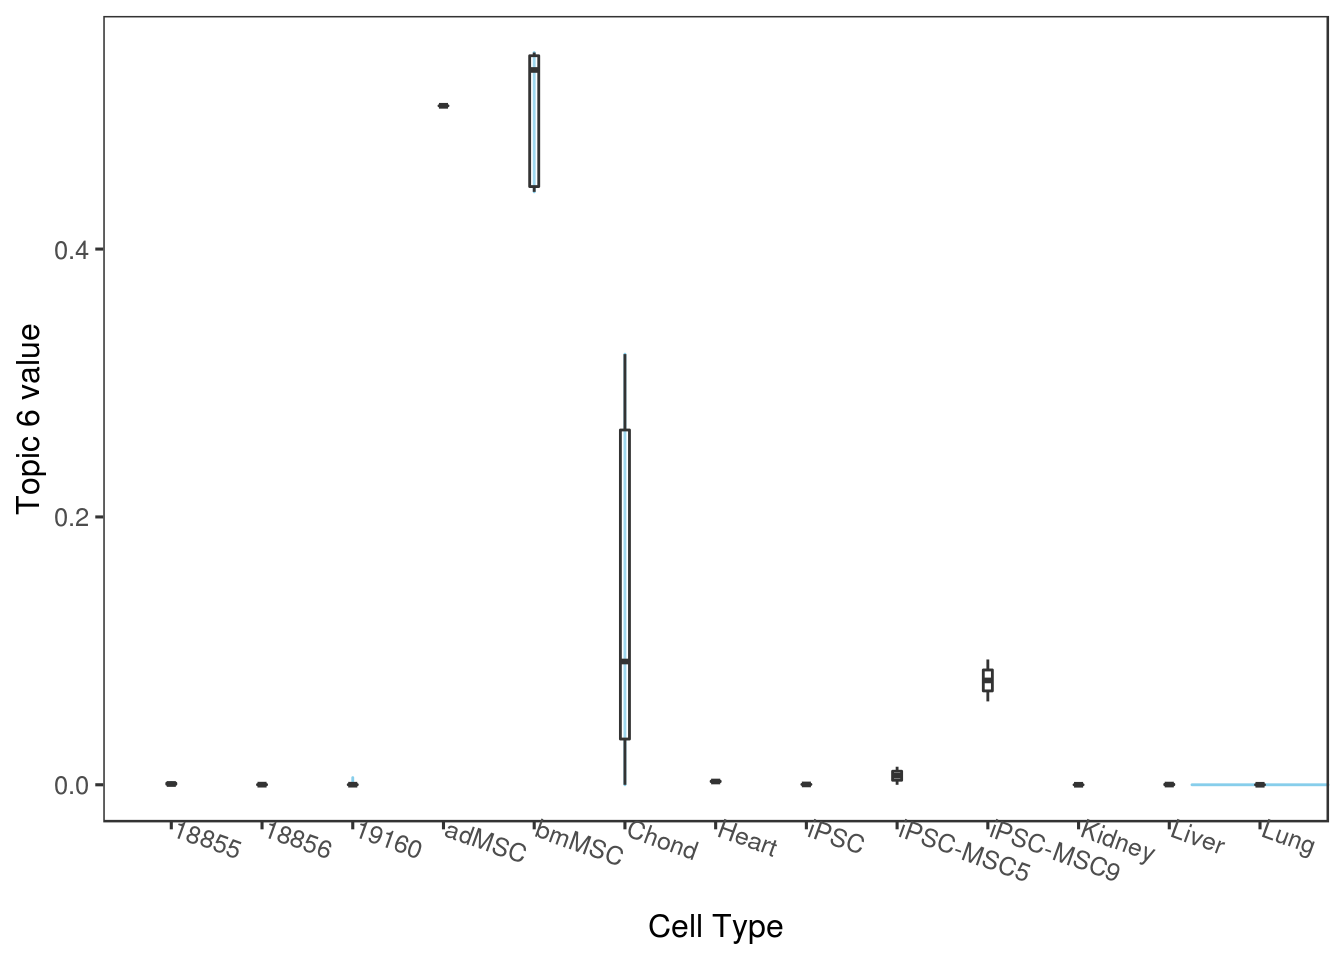 Topic 6 value
0.4
0.2
0.0
18855 18856 19160 adMSC bmMSC Chond Heart iPSC iPSC-MSC5 iPSC-MSC9 Kidney Liver Lung
Cell Type